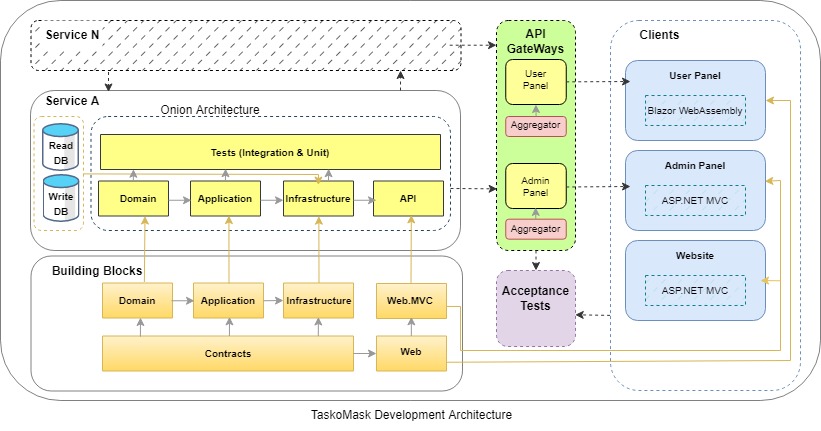 Service N
Service A
Onion Architecture
Read
DB
Write
DB
Tests (Integration & Unit)
Domain
Application
Infrastructure
API
Building Blocks
Domain
Application
Infrastructure
Web.MVC
Contracts
Web
API
GateWays
User
Panel
Aggregator
Admin
Panel
Aggregator
Acceptance
Tests
Clients
User Panel
Blazor WebAssembly
Admin Panel
ASP.NET MVC
Website
ASP.NET MVC
TaskoMask Development Architecture